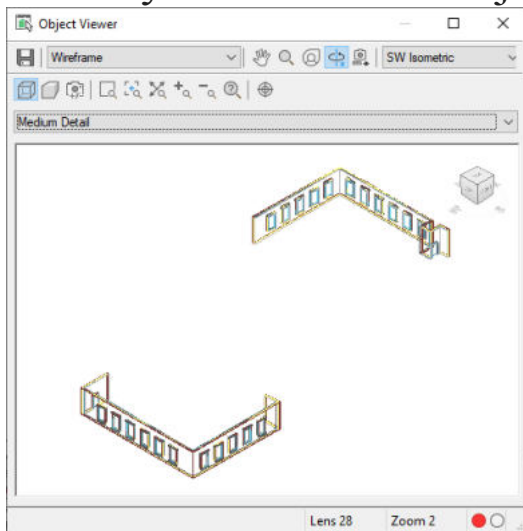 Object Viewer
Wireframe
SW Isometric
Medium Detail
Lens 28
Zoom 2